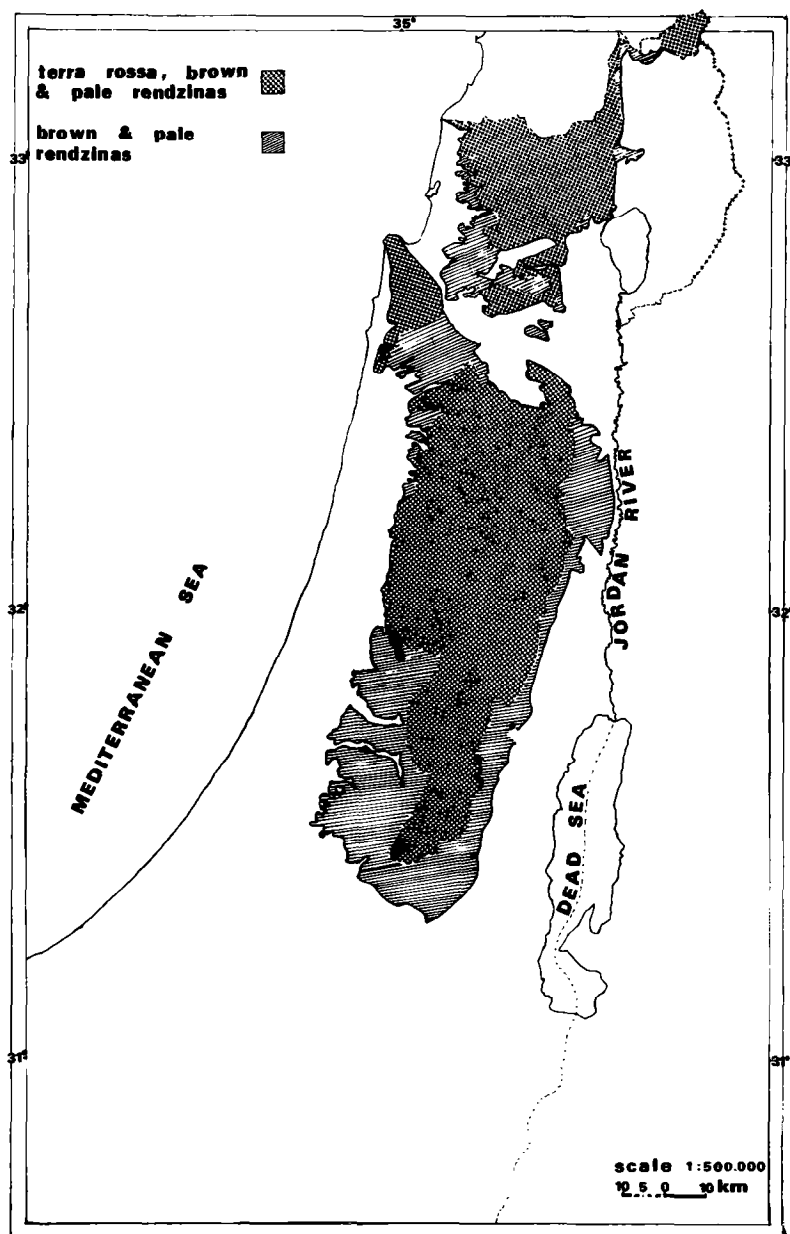 35°
terra rossa, brown
& pale rendzinas
brown & pale
rendzinas
33°
33
MEDITERRANEAN SEA
JORDAN RIVER
32°
32
DEAD SEA
31°
31
scale 1:500.000
10 5 0 10 km